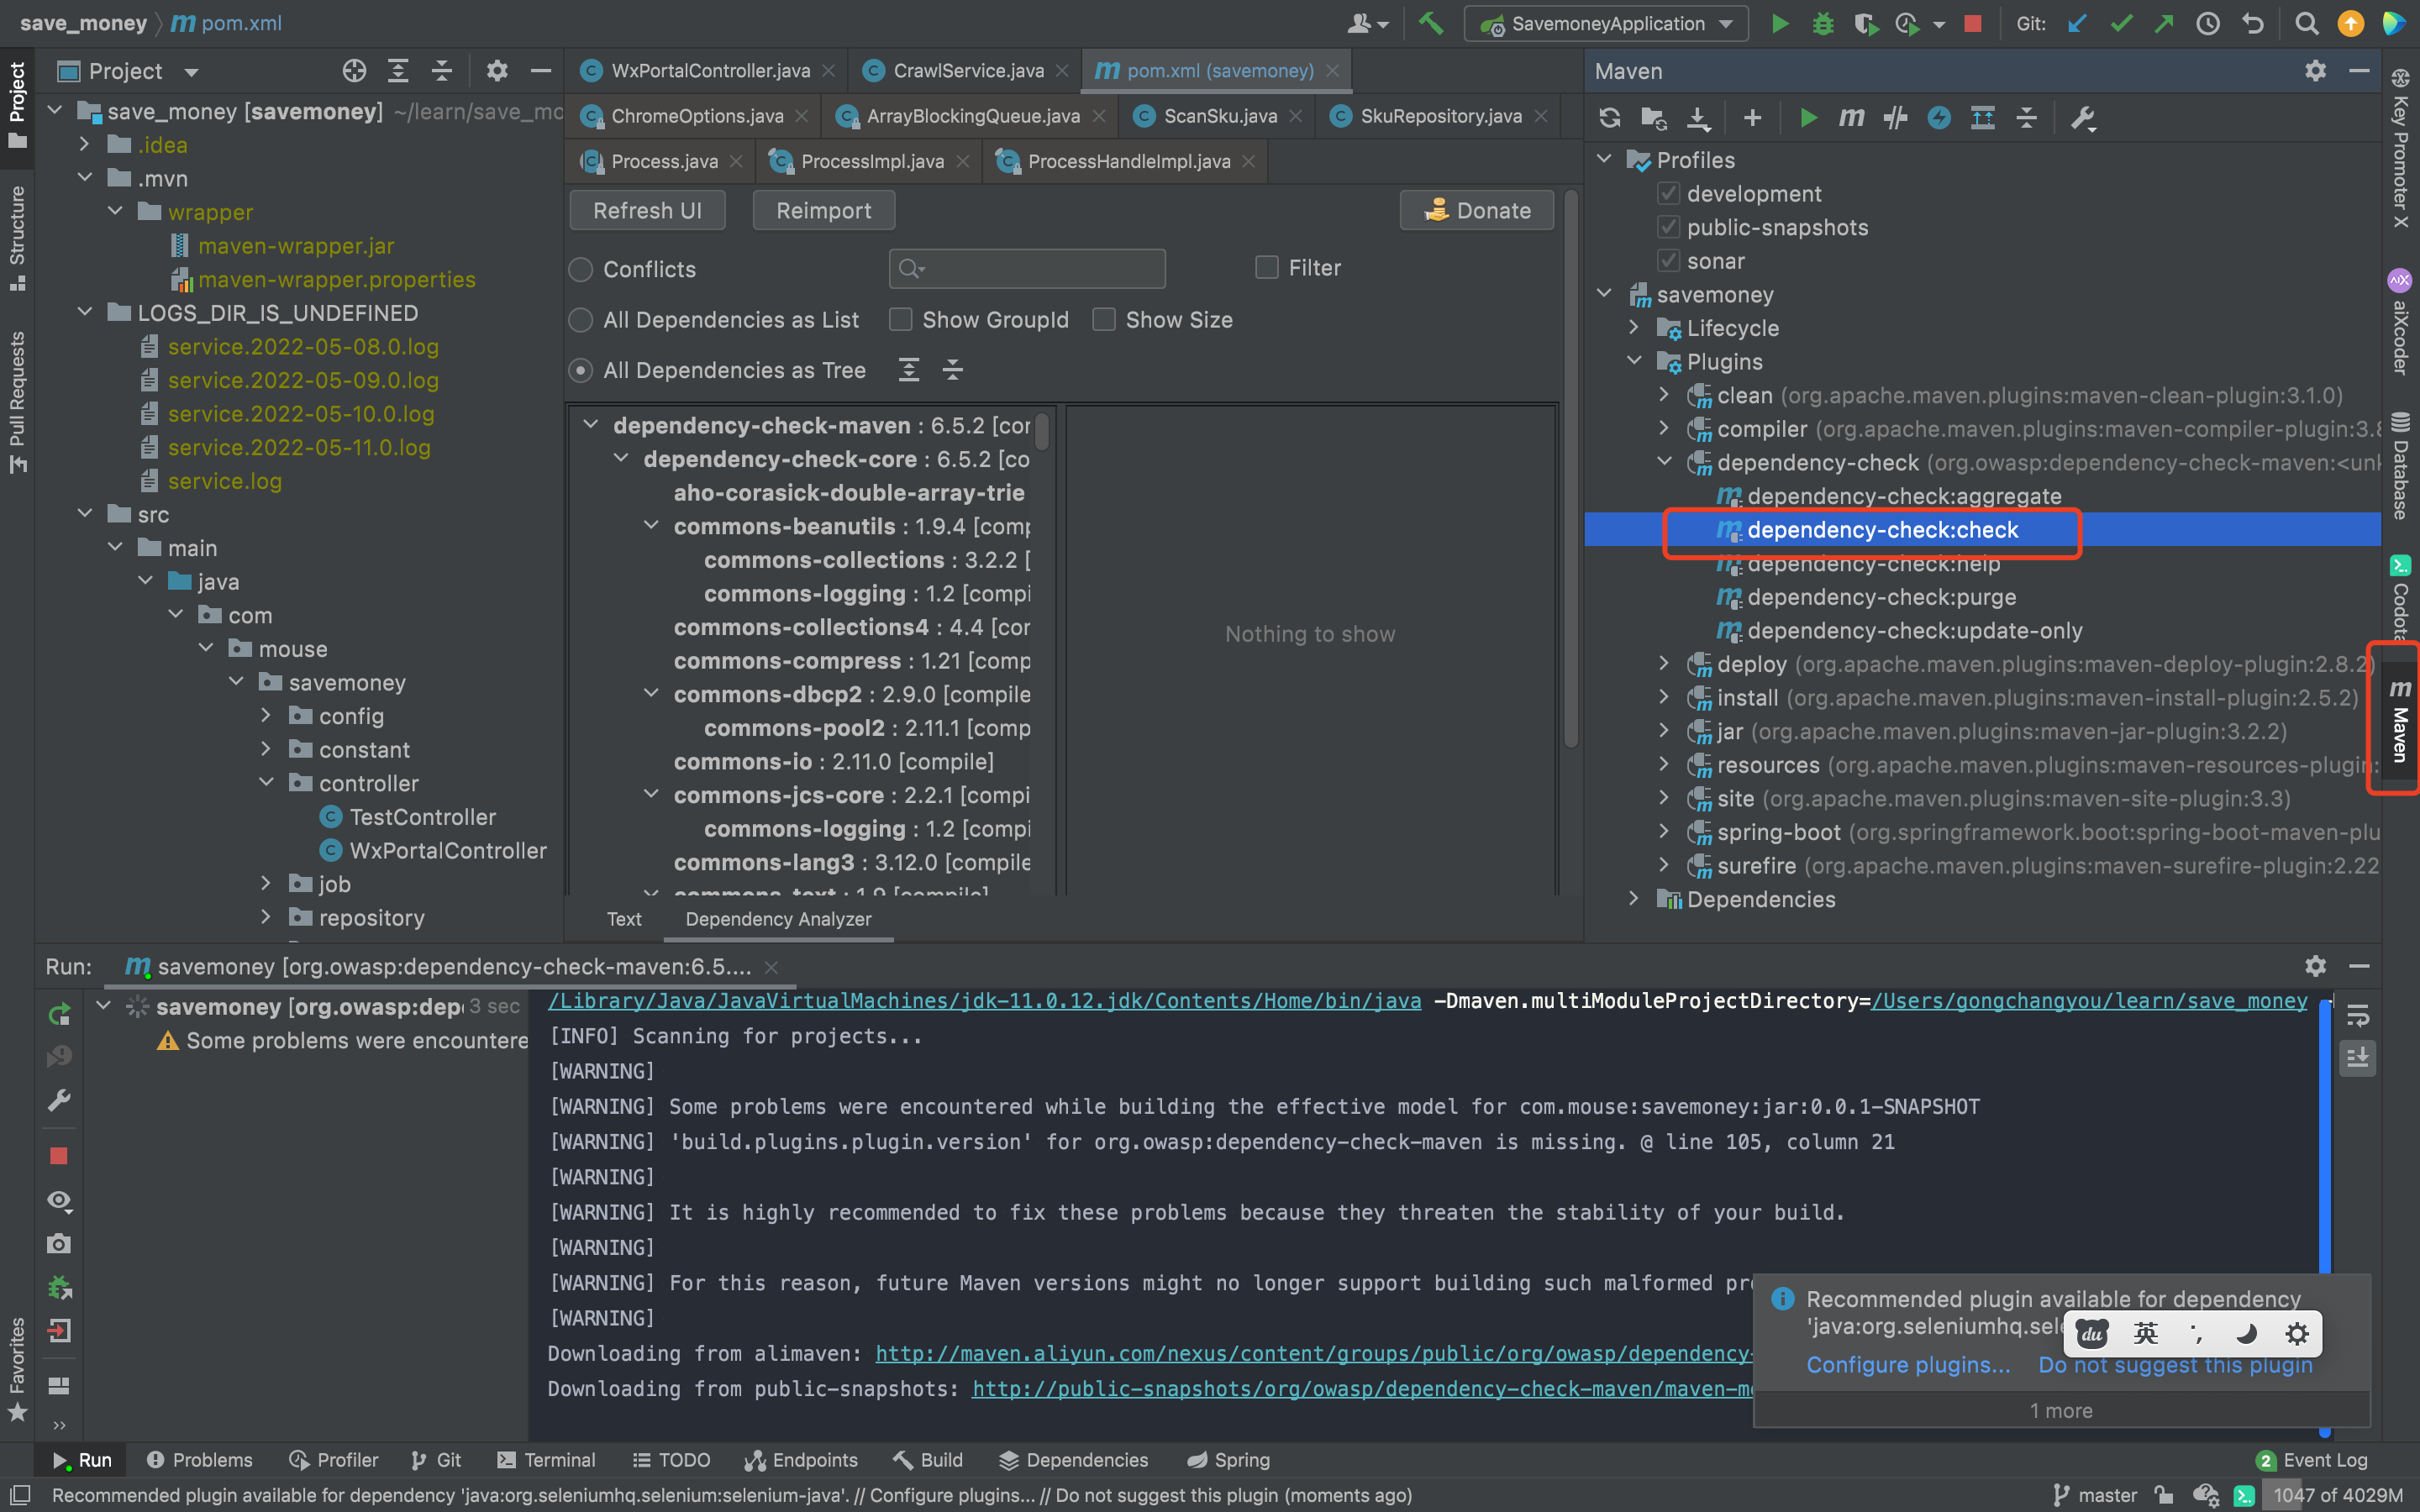 save_money
pom.xml
SavemoneyApplication
Git:
Project
WxPortalController.java
CrawlService.java
pom.xml (savemoney)
Maven
save_money [savemoney] ~/learn/save_mo
ChromeOptions.java
ArrayBlockingQueue.java
ScanSku.java
SkuRepository.java
Process.java
ProcessImpl.java
ProcessHandleImpl.java
.idea
.mvn
wrapper
maven-wrapper.jar
maven-wrapper.properties
LOGS_DIR_IS_UNDEFINED
service.2022-05-08.0.log
service.2022-05-09.0.log
service.2022-05-10.0.log
service.2022-05-11.0.log
service.log
src
main
java
com
mouse
savemoney
config
constant
controller
TestController
WxPortalController
job
repository
Refresh UI
Reimport
Donate
Conflicts
Filter
All Dependencies as List
Show GroupId
Show Size
All Dependencies as Tree
dependency-check-maven : 6.5.2 [cor
dependency-check-core : 6.5.2 [co
aho-corasick-double-array-trie
commons-beanutils : 1.9.4 [comp
commons-collections : 3.2.2 [
commons-logging : 1.2 [compi
commons-collections4 : 4.4 [cor
commons-compress : 1.21 [comp
commons-dbcp2 : 2.9.0 [compile
commons-pool2 : 2.11.1 [comp
commons-io : 2.11.0 [compile]
commons-jcs-core : 2.2.1 [compi
commons-logging : 1.2 [compi
commons-lang3 : 3.12.0 [compile
commons-text : 1.9 [compile]
Nothing to show
Text
Dependency Analyzer
Profiles
development
public-snapshots
sonar
savemoney
Lifecycle
Plugins
clean (org.apache.maven.plugins:maven-clean-plugin:3.1.0)
compiler (org.apache.maven.plugins:maven-compiler-plugin:3.8
dependency-check (org.owasp:dependency-check-maven:<unk
dependency-check:aggregate
dependency-check:check
dependency-check:help
dependency-check:purge
dependency-check:update-only
deploy (org.apache.maven.plugins:maven-deploy-plugin:2.8.2)
install (org.apache.maven.plugins:maven-install-plugin:2.5.2)
jar (org.apache.maven.plugins:maven-jar-plugin:3.2.2)
resources (org.apache.maven.plugins:maven-resources-plugin:
site (org.apache.maven.plugins:maven-site-plugin:3.3)
spring-boot (org.springframework.boot:spring-boot-maven-plu
surefire (org.apache.maven.plugins:maven-surefire-plugin:2.22
Dependencies
Project
Structure
Pull Requests
Favorites
Key Promoter X
aiXcoder
Database
Codota
Maven
Run:
savemoney [org.owasp:dependency-check-maven:6.5....
savemoney [org.owasp:dep 3 sec
Some problems were encountere
/Library/Java/JavaVirtualMachines/jdk-11.0.12.jdk/Contents/Home/bin/java -Dmaven.multiModuleProjectDirectory=/Users/gongchangyou/learn/save_money
[INFO] Scanning for projects...
[WARNING]
[WARNING] Some problems were encountered while building the effective model for com.mouse:savemoney:jar:0.0.1-SNAPSHOT
[WARNING] 'build.plugins.plugin.version' for org.owasp:dependency-check-maven is missing. @ line 105, column 21
[WARNING]
[WARNING] It is highly recommended to fix these problems because they threaten the stability of your build.
[WARNING]
[WARNING] For this reason, future Maven versions might no longer support building such malformed pro
[WARNING]
Downloading from alimaven: http://maven.aliyun.com/nexus/content/groups/public/org/owasp/dependency-
Downloading from public-snapshots: http://public-snapshots/org/owasp/dependency-check-maven/maven-me
Recommended plugin available for dependency
'java:org.seleniumhq.sele
du 英
Configure plugins...
Do not suggest this plugin
1 more
Run
Problems
Profiler
Git
Terminal
TODO
Endpoints
Build
Dependencies
Spring
2 Event Log
Recommended plugin available for dependency 'java:org.seleniumhq.selenium:selenium-java'. // Configure plugins... // Do not suggest this plugin (moments ago)
master
1047 of 4029M